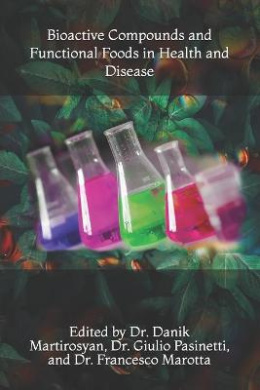 Bioactive Compounds and
Functional Foods in Health and
Disease
Edited by Dr. Danik
Martirosyan, Dr. Giulio Pasinetti,
and Dr. Francesco Marotta